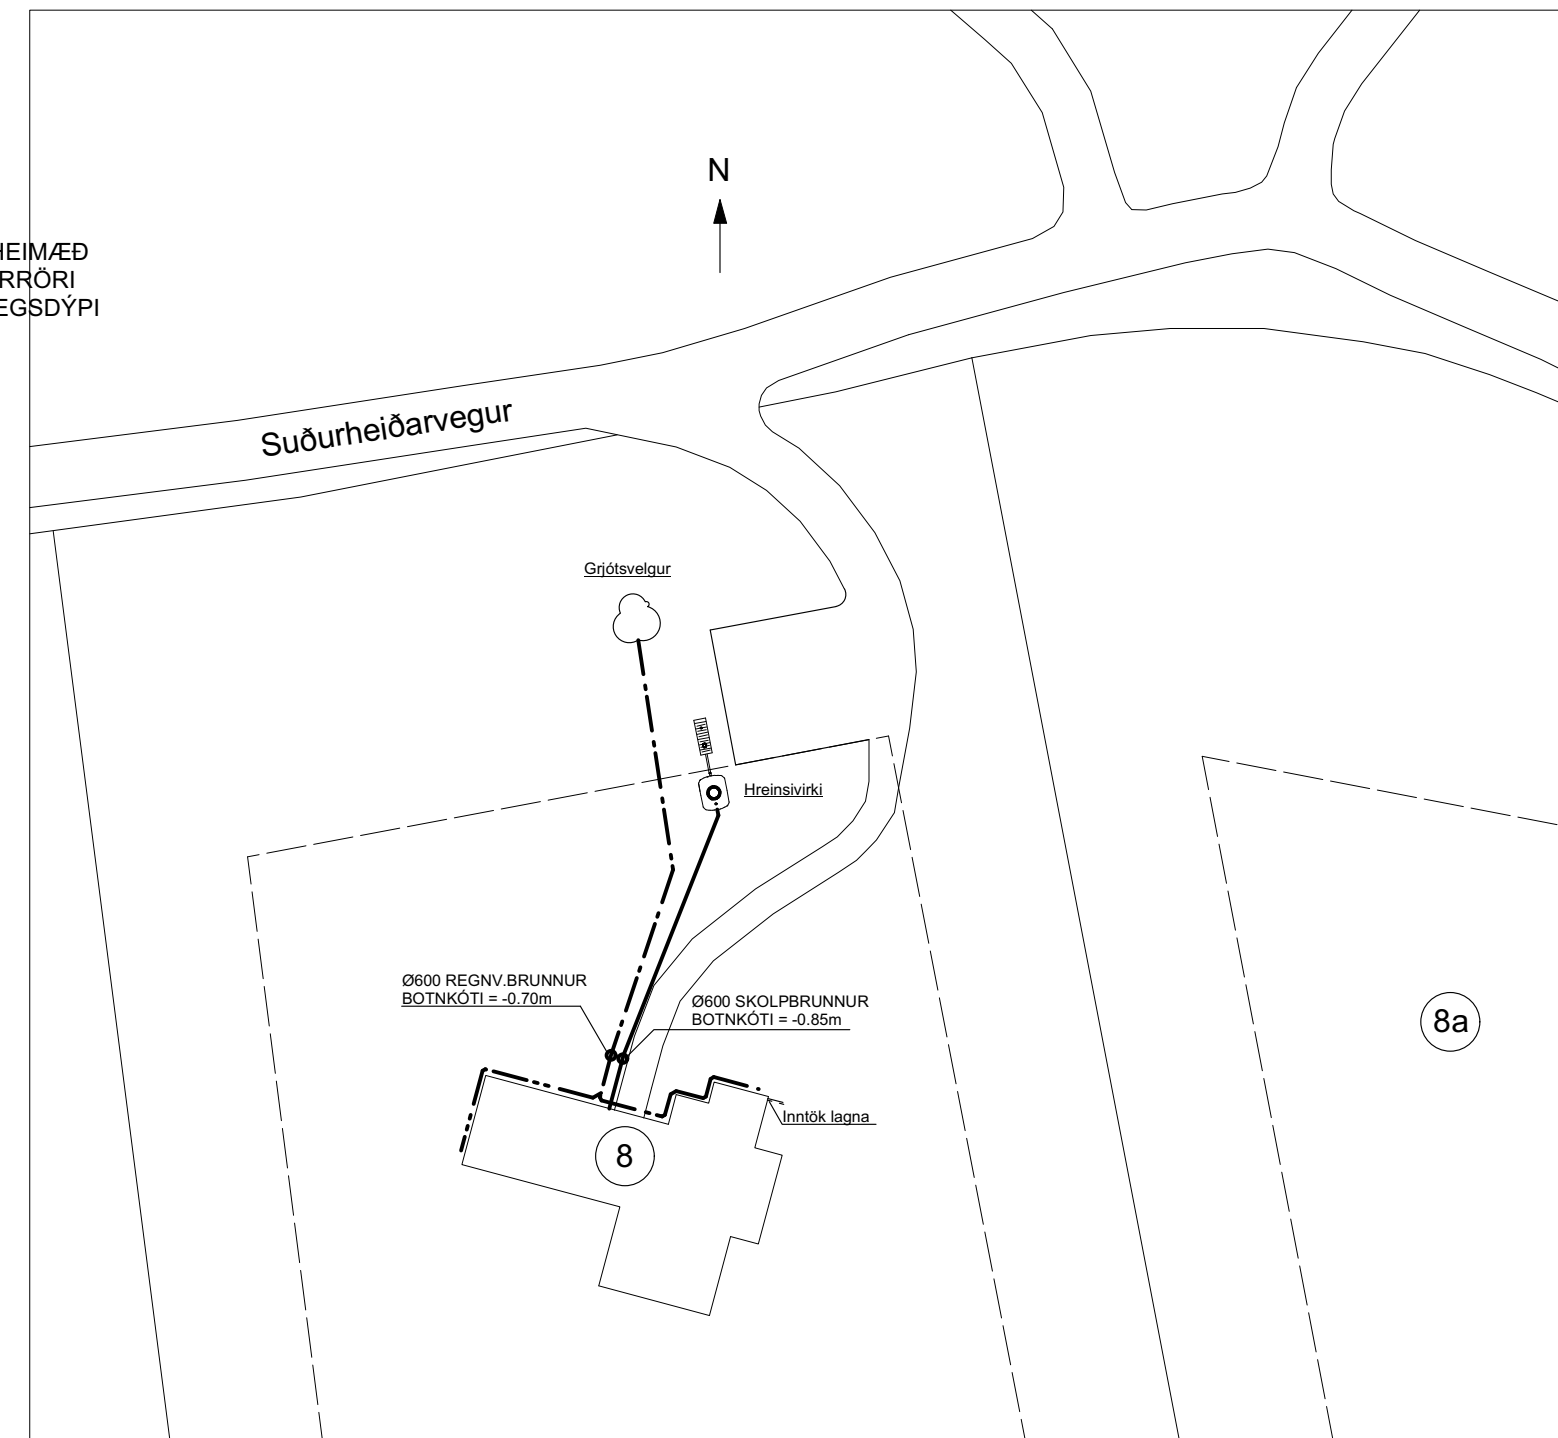 N
HEIMÆÐ
RRÖRI
EGSDÝPI
Suðurheiðarvegur
Grjótsvelgur
Hreinsivirki
Ø600 REGNV.BRUNNUR
BOTNKÓTI = -0.70m
Ø600 SKOLPBRUNNUR
BOTNKÓTI = -0.85m
8a
Inntök lagna
8